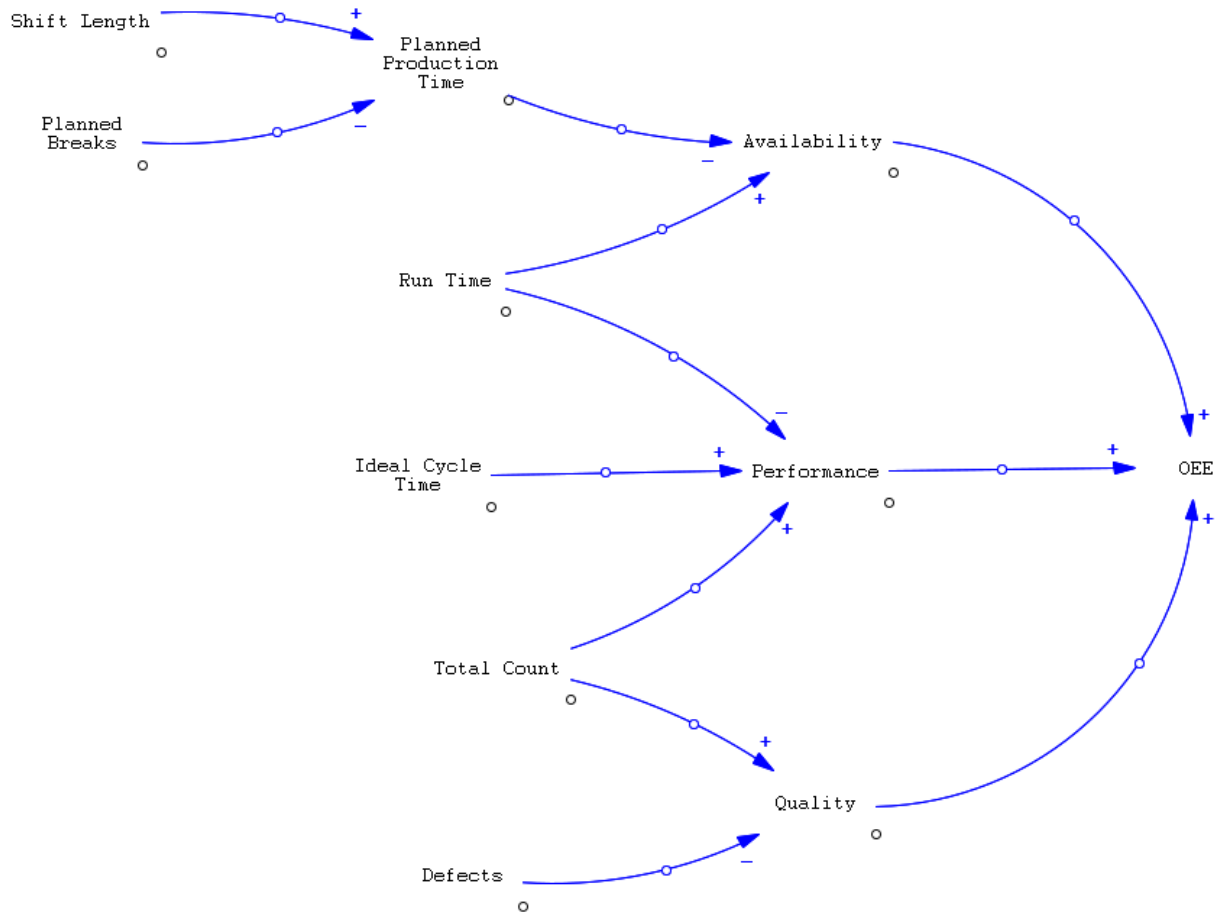 Shift Length
+
Planned
Production
Time
Planned
Breaks
−
Availability
−
+
Run Time
−
+
Ideal Cycle
Time
+
Performance
+
OEE
+
+
Total Count
+
Quality
−
Defects